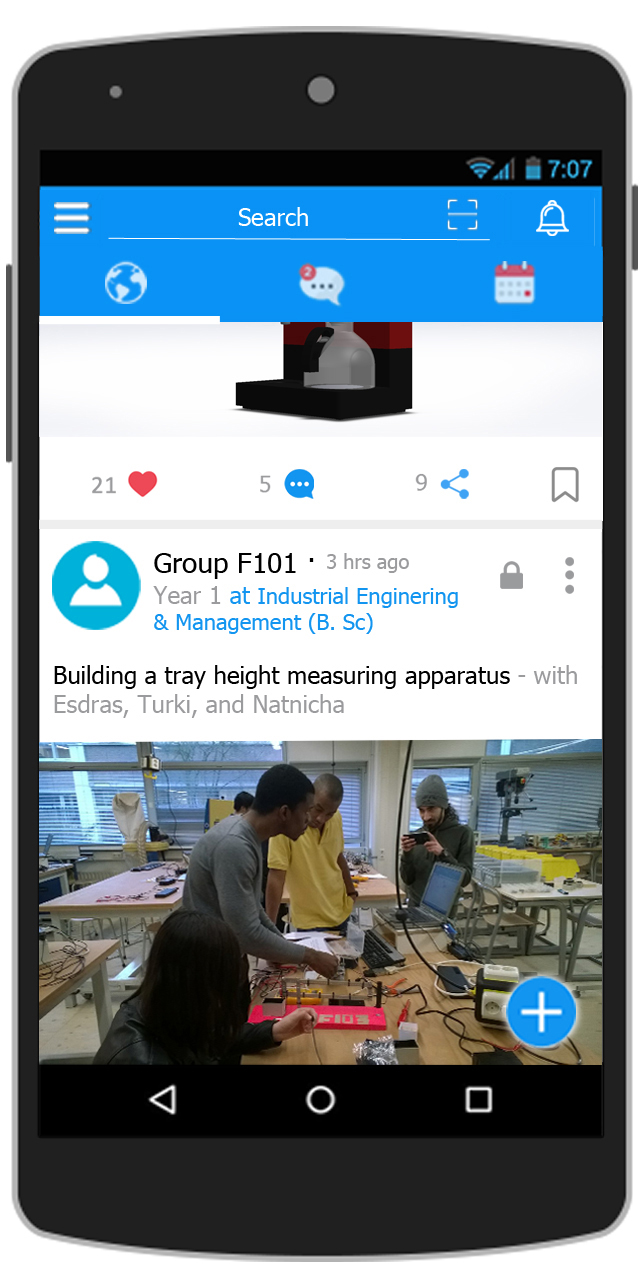 7:07
Search
2
21
5
9
Group F101 · 3 hrs ago
Year 1 at Industrial Enginering
& Management (B. Sc)
Building a tray height measuring apparatus - with
Esdras, Turki, and Natnicha
F103